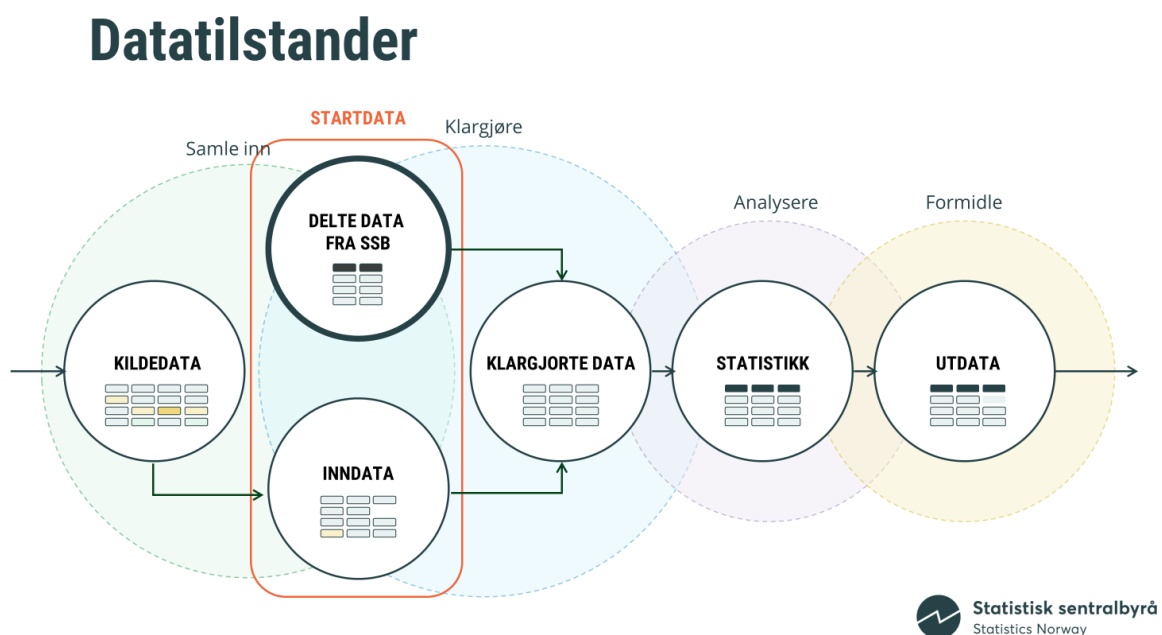 Datatilstander
STARTDATA
Klargjøre
Samle inn
Analysere
Formidle
DELTE DATA
FRA SSB
KILDEDATA
KLARGJORTE DATA
STATISTIKK
UTDATA
INNDATA
Statistisk sentralbyrå
Statistics Norway